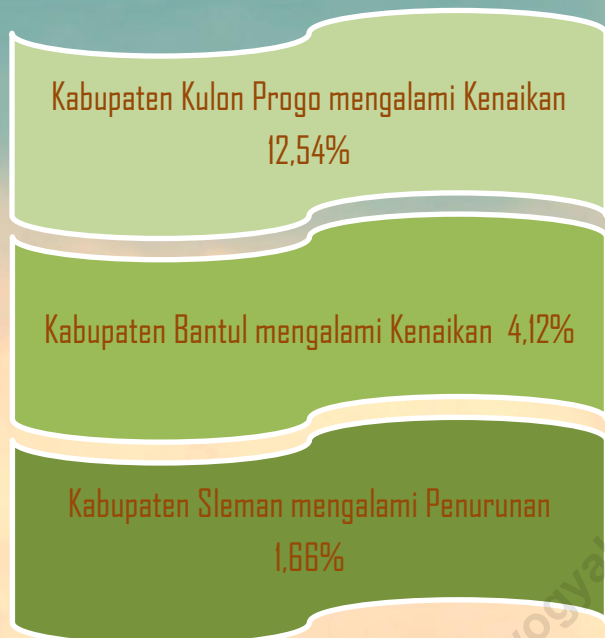 Kabupaten Kulon Progo mengalami Kenaikan
12,54%
Kabupaten Bantul mengalami Kenaikan 4,12%
Kabupaten Sleman mengalami Penurunan
1,66%